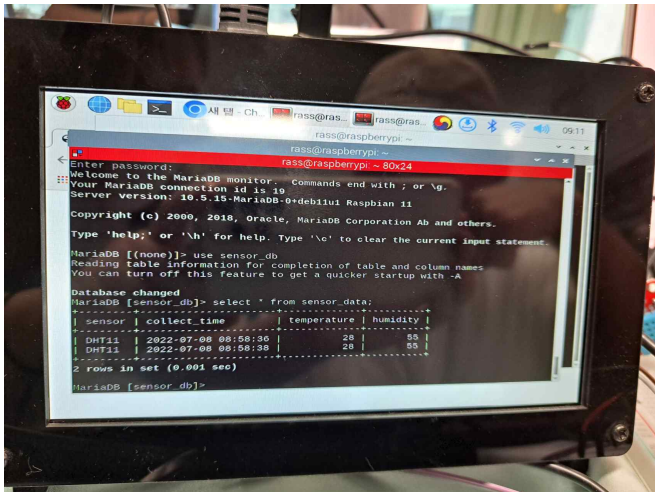 새 탭 - Ch...
rass@ras...
rass@ras...
09:11
rass@raspberrypi: ~
rass@raspberrypi: ~
rass@raspberrypi: ~ 80x24
Enter password:
Welcome to the MariaDB monitor.  Commands end with ; or \g.
Your MariaDB connection id is 19
Server version: 10.5.15-MariaDB-0+deb11u1 Raspbian 11
Copyright (c) 2000, 2018, Oracle, MariaDB Corporation Ab and others.
Type 'help;' or '\h' for help. Type '\c' to clear the current input statement.
MariaDB [(none)]> use sensor_db
Reading table information for completion of table and column names
You can turn off this feature to get a quicker startup with -A
Database changed
MariaDB [sensor_db]> select * from sensor_data;
+--------+---------------------+-------------+----------+
| sensor | collect_time        | temperature | humidity |
+--------+---------------------+-------------+----------+
| DHT11  | 2022-07-08 08:58:36 |          28 |       55 |
| DHT11  | 2022-07-08 08:58:38 |          28 |       55 |
+--------+---------------------+-------------+----------+
2 rows in set (0.001 sec)
MariaDB [sensor_db]>